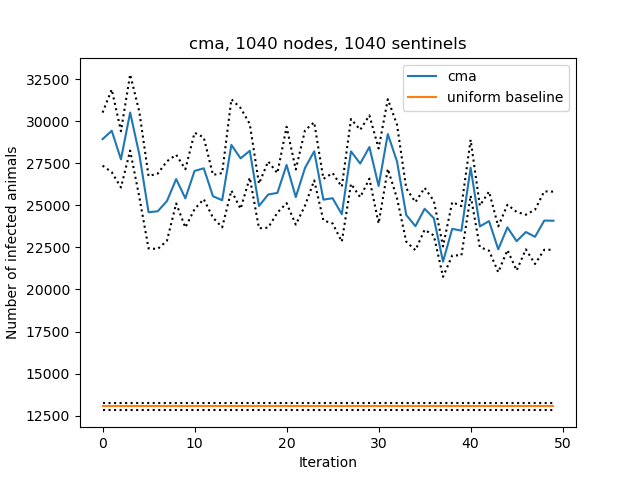 cma, 1040 nodes, 1040 sentinels
cma
uniform baseline
Number of infected animals
32500
30000
27500
25000
22500
20000
17500
15000
12500
0 10 20 30 40 50
Iteration